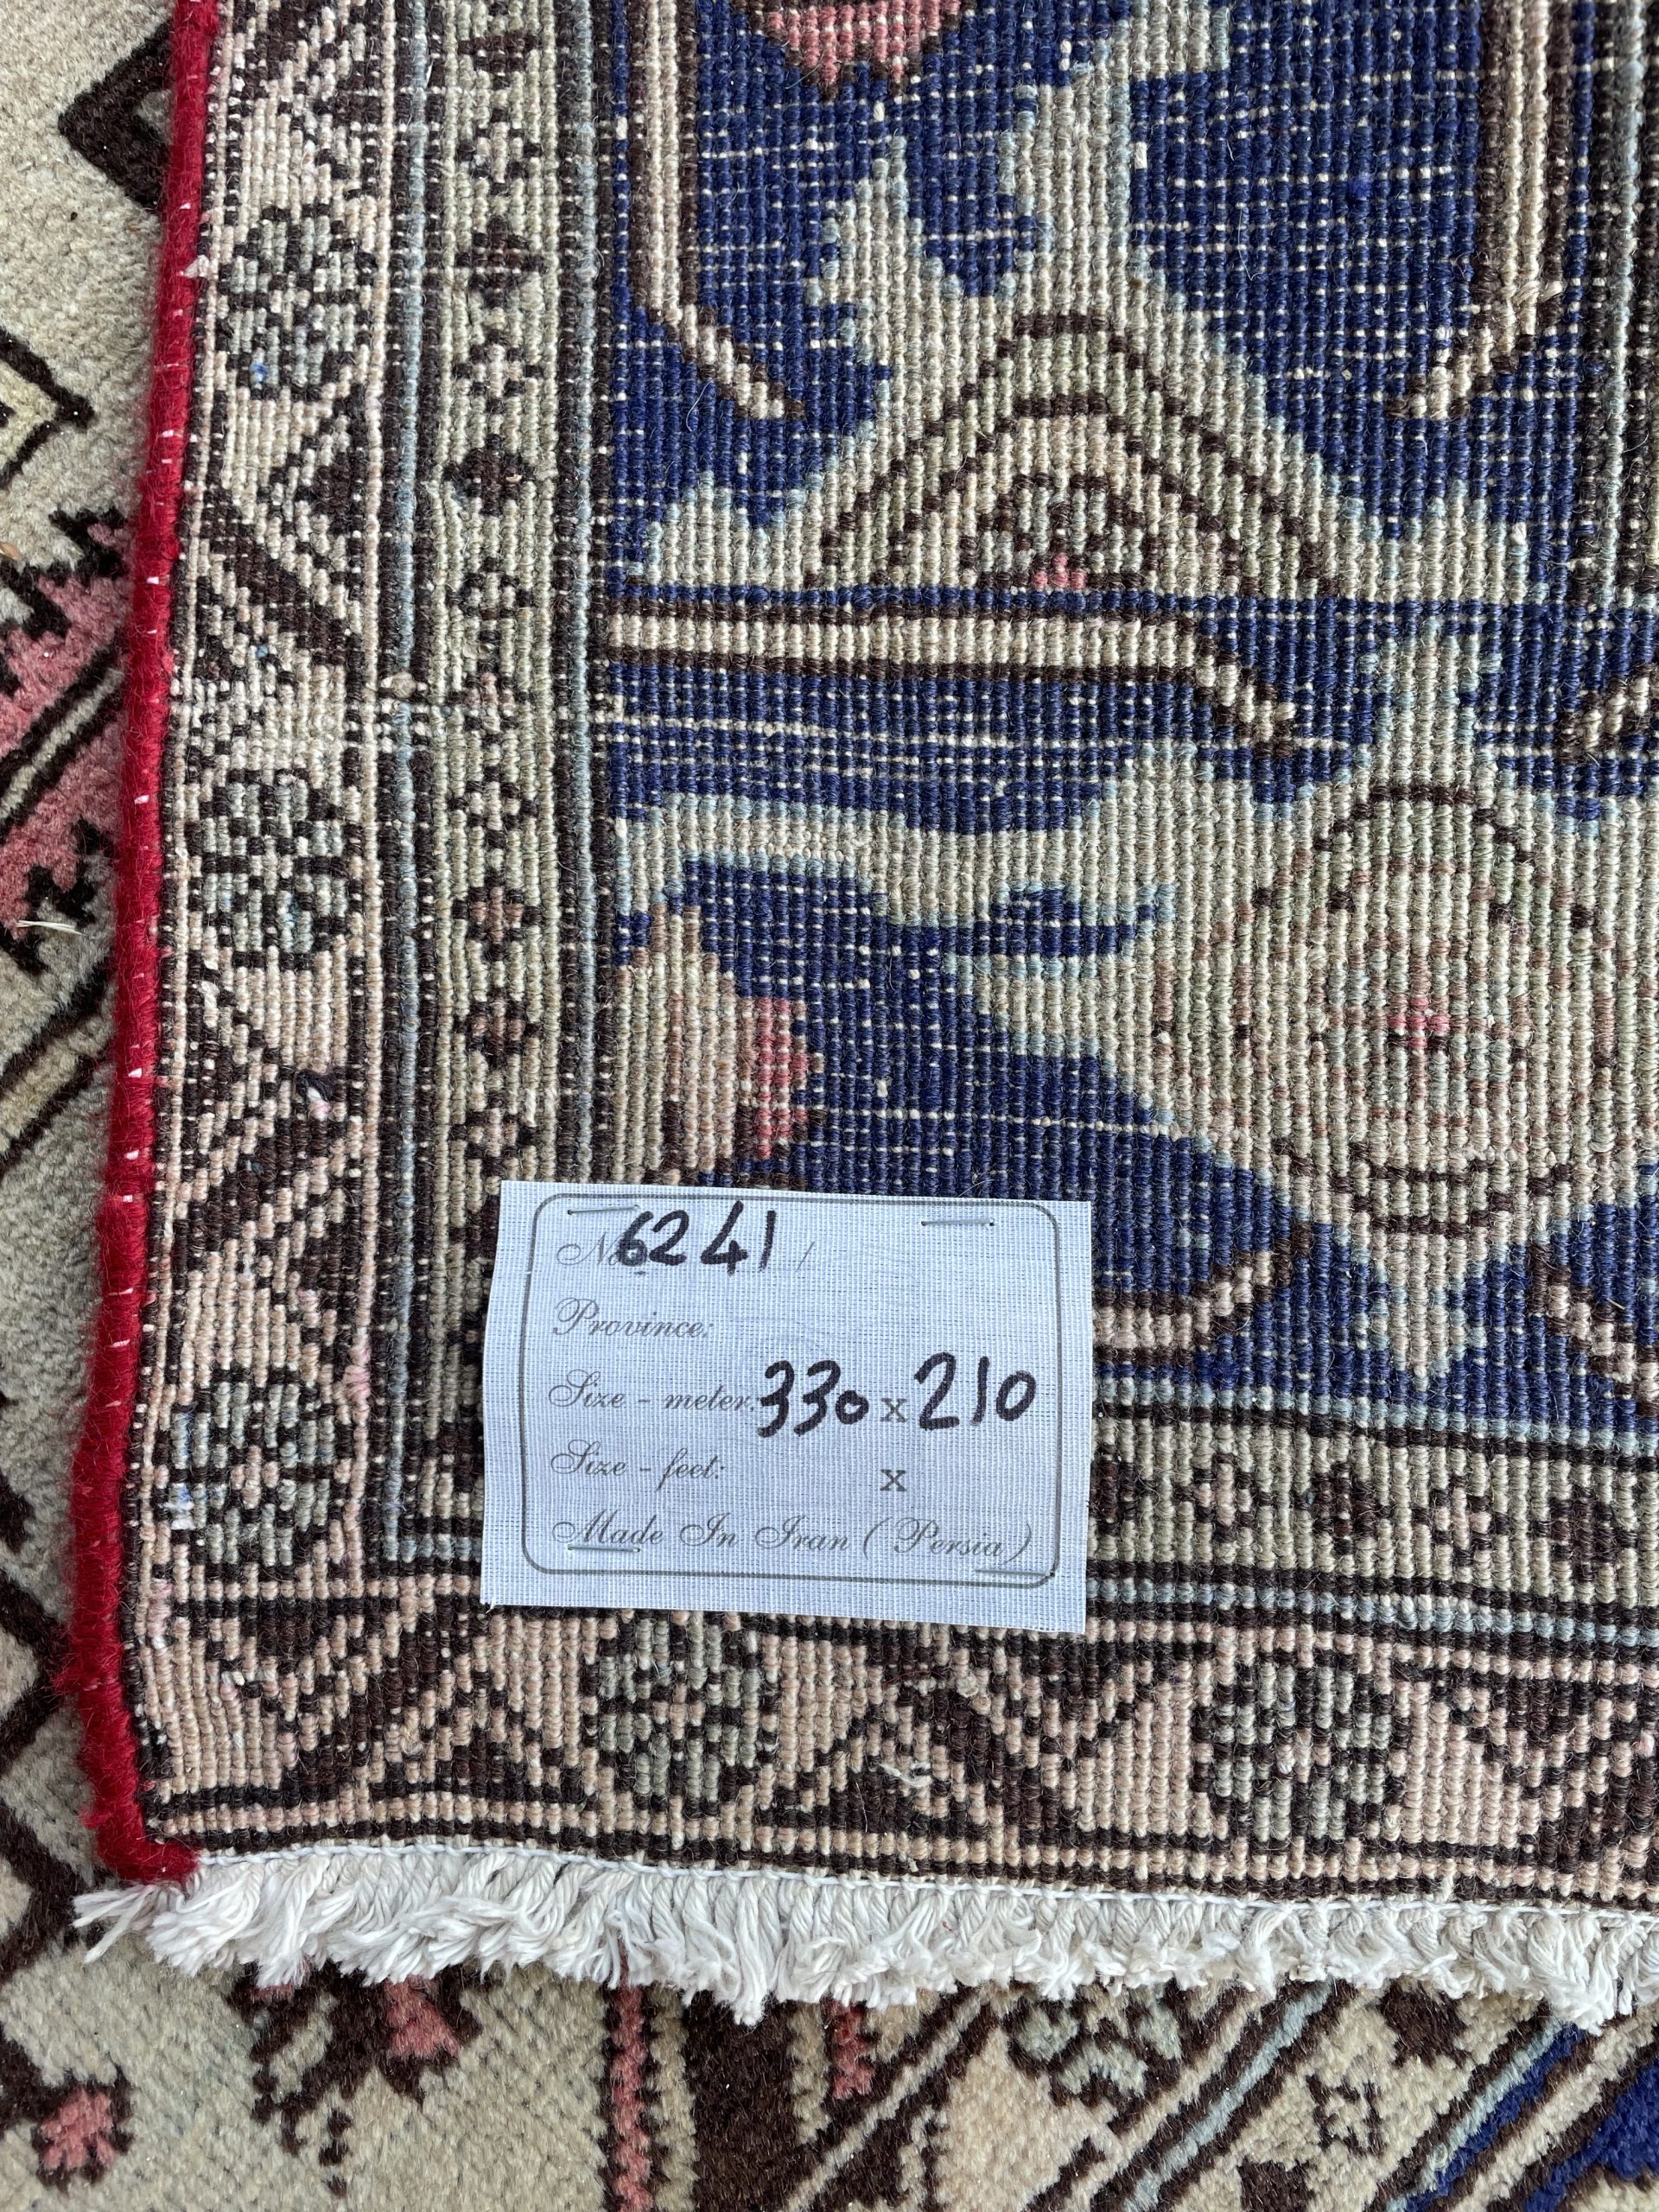 No 6241 /
Province:
Size - meter. 330 x 210
Size - feet: x
Made In Iran ( Persia )